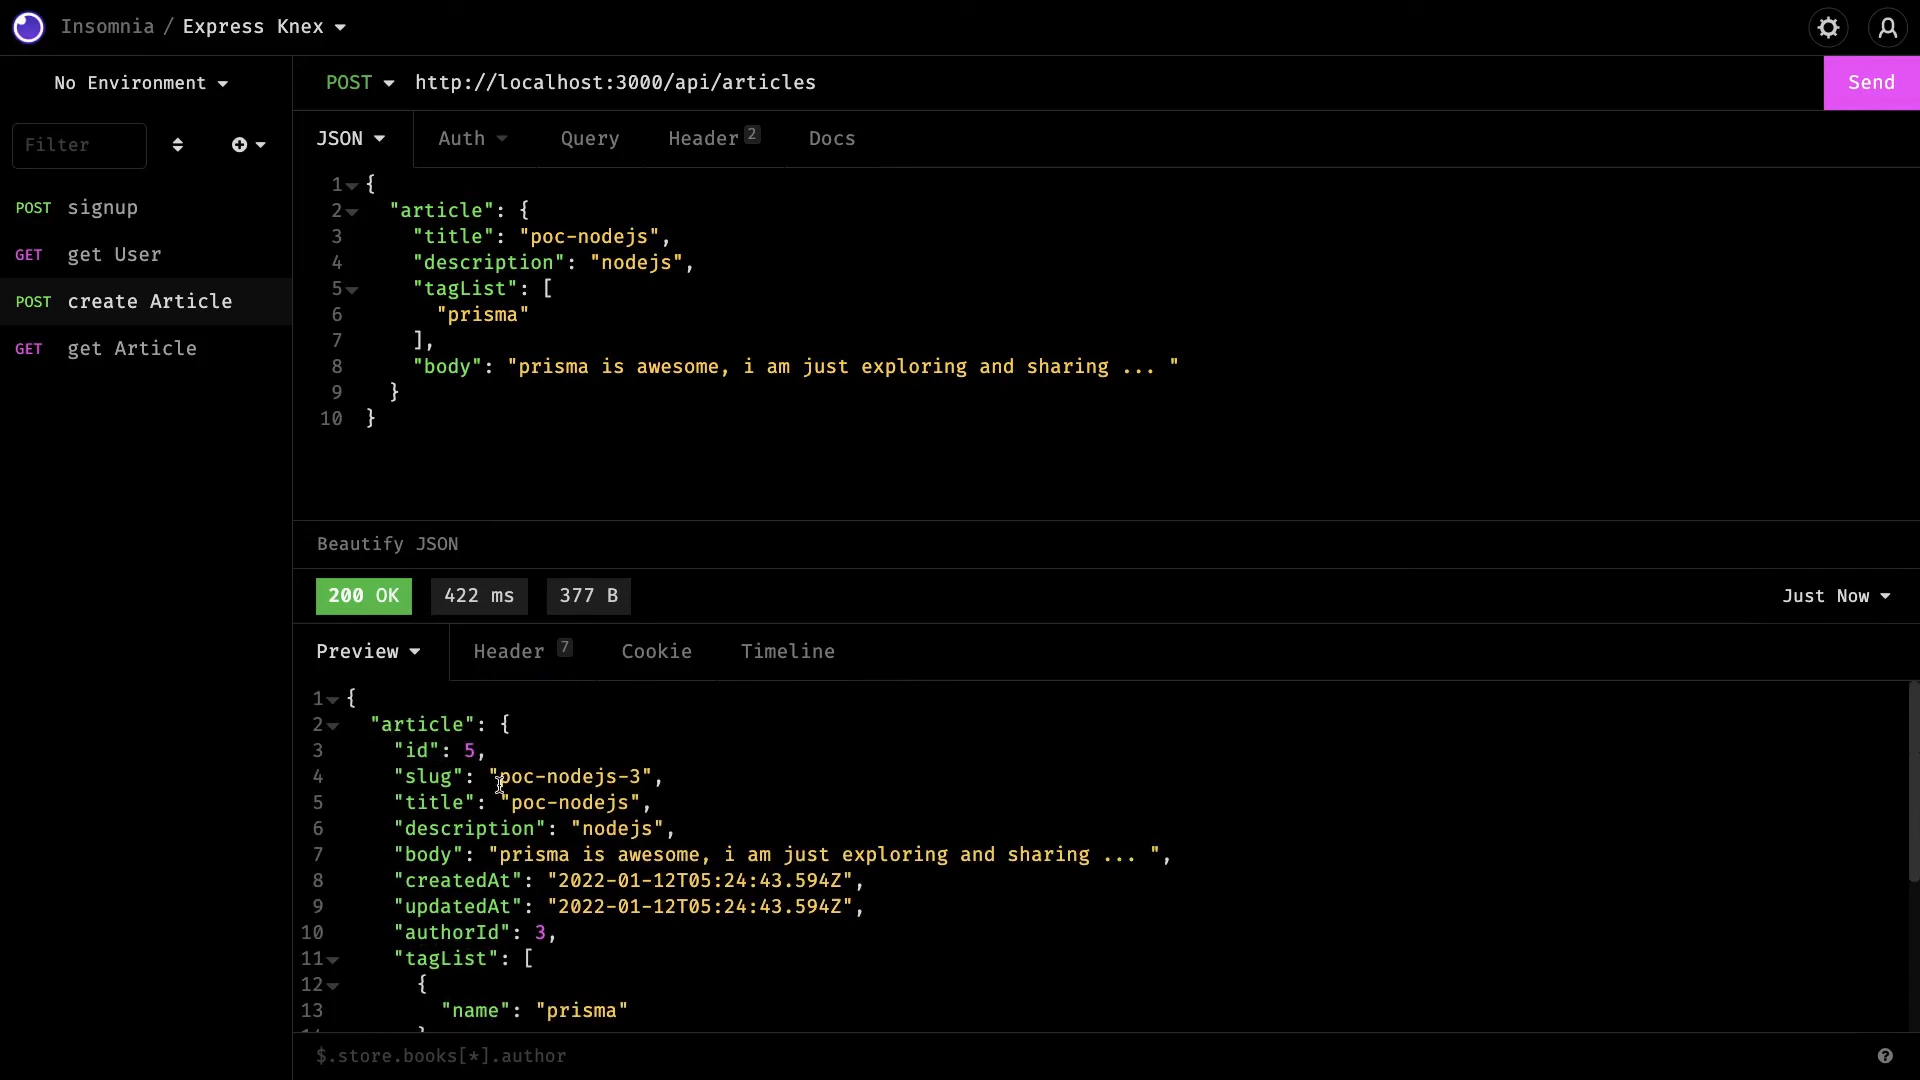 Insomnia / Express Knex
No Environment
POST http://localhost:3000/api/articles Send
Filter
JSON Auth Query Header 2 Docs
POST signup
GET get User
POST create Article
GET get Article
1 {
2 "article": {
3 "title": "poc-nodejs",
4 "description": "nodejs",
5 "tagList": [
6 "prisma"
7 ],
8 "body": "prisma is awesome, i am just exploring and sharing ... "
9 }
10 }
Beautify JSON
200 OK 422 ms 377 B Just Now
Preview Header 7 Cookie Timeline
1 {
2 "article": {
3 "id": 5,
4 "slug": "poc-nodejs-3",
5 "title": "poc-nodejs",
6 "description": "nodejs",
7 "body": "prisma is awesome, i am just exploring and sharing ... ",
8 "createdAt": "2022-01-12T05:24:43.594Z",
9 "updatedAt": "2022-01-12T05:24:43.594Z",
10 "authorId": 3,
11 "tagList": [
12 {
13 "name": "prisma"
$.store.books[*].author